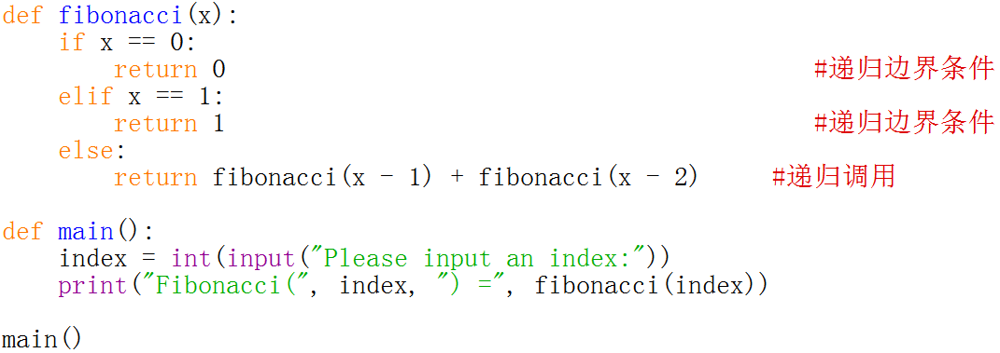 def fibonacci(x):
    if x == 0:
        return 0 #递归边界条件
    elif x == 1:
        return 1 #递归边界条件
    else:
        return fibonacci(x - 1) + fibonacci(x - 2) #递归调用
def main():
    index = int(input("Please input an index:"))
    print("Fibonacci(", index, ") =", fibonacci(index))
main()